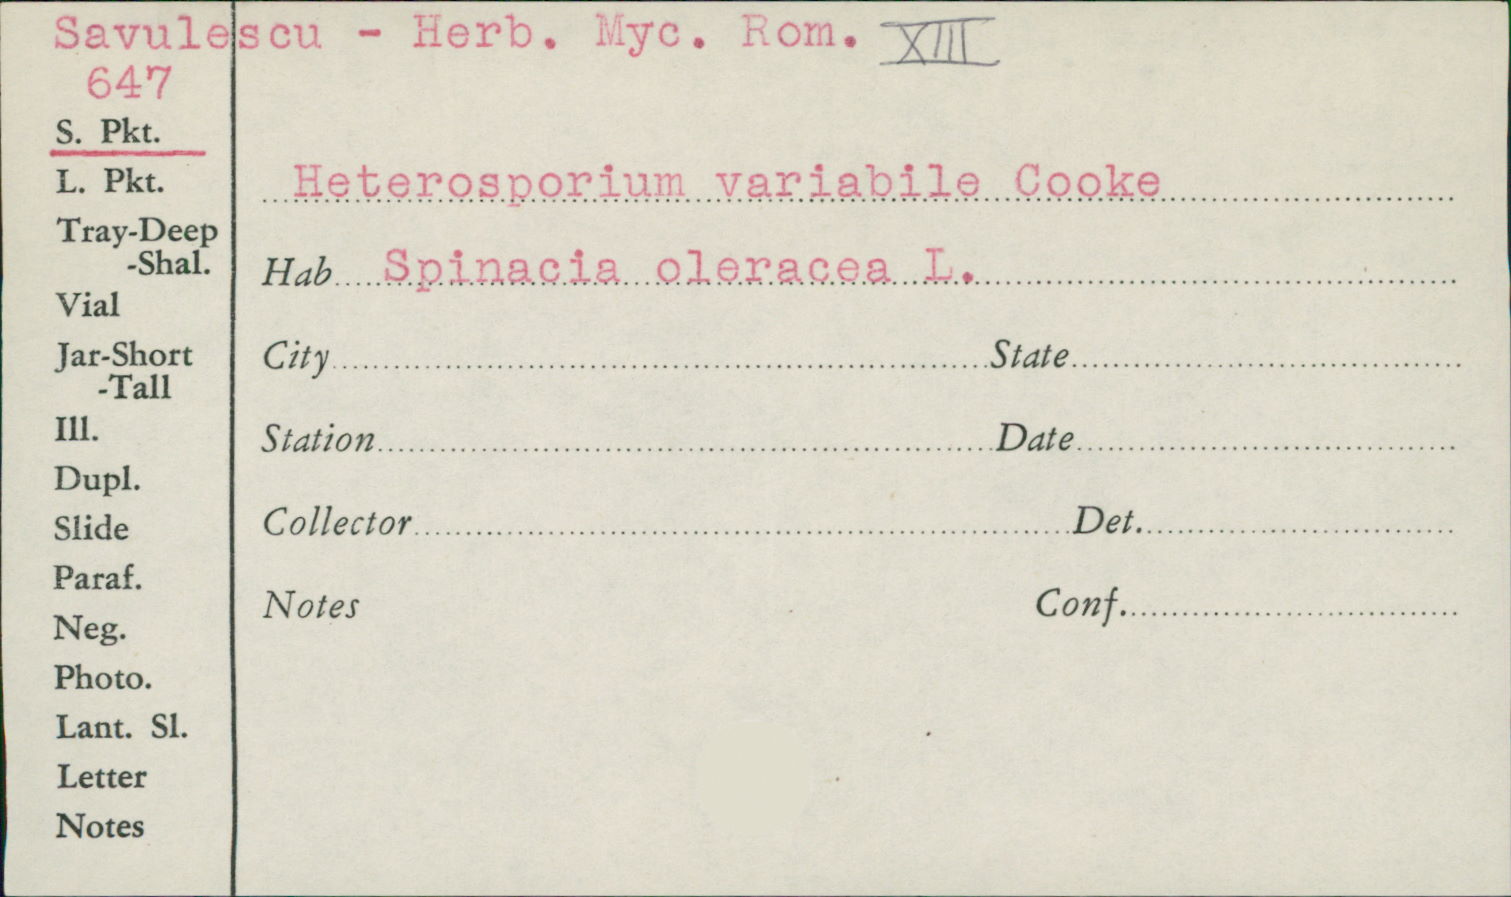 Savulescu - Herb. Myc. Rom. XIII
647
S. Pkt.
L. Pkt.
Tray-Deep
-Shal.
Vial
Jar-Short
-Tall
Ill.
Dupl.
Slide
Paraf.
Neg.
Photo.
Lant. Sl.
Letter
Notes
Heterosporium variabile Cooke
Hab Spinacia oleracea L.
City State
Station Date
Collector Det.
Notes Conf.